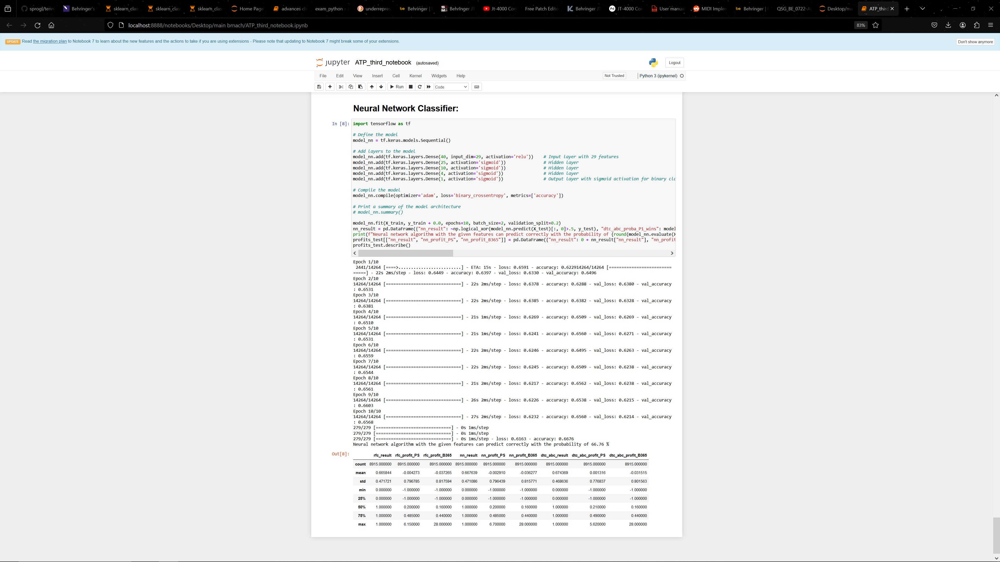 sprogl/tenn
Behringer's
sklearn_clas
sklearn_clas
sklearn_clas
Home Page
advances cl
exam_python -
underrepres
Behringer |
Behringer JT
Jt-4000 Con
Free Patch Edito
Behringer J
JT-4000 Co
User manua
MIDI Implem
Behringer |
QSG_BE_0722-A
Desktop/ma
ATP_third
localhost:8888/notebooks/Desktop/main brnach/ATP_third_notebook.ipynb
83%
UPDATE Read the migration plan to Notebook 7 to learn about the new features and the actions to take if you are using extensions - Please note that updating to Notebook 7 might break some of your extensions.
Don't show anymore
jupyter ATP_third_notebook (autosaved)
Logout
File Edit View Insert Cell Kernel Widgets Help
Not Trusted
Python 3 (ipykernel)
Run
Code
Neural Network Classifier:
In [8]:
import tensorflow as tf
# Define the model
model_nn = tf.keras.models.Sequential()
# Add layers to the model
model_nn.add(tf.keras.layers.Dense(40, input_dim=29, activation='relu')) # Input layer with 29 features
model_nn.add(tf.keras.layers.Dense(25, activation='sigmoid')) # Hidden layer
model_nn.add(tf.keras.layers.Dense(10, activation='sigmoid')) # Hidden layer
model_nn.add(tf.keras.layers.Dense(4, activation='sigmoid')) # Hidden layer
model_nn.add(tf.keras.layers.Dense(1, activation='sigmoid')) # Output layer with sigmoid activation for binary cla
# Compile the model
model_nn.compile(optimizer='adam', loss='binary_crossentropy', metrics=['accuracy'])
# Print a summary of the model architecture
# model_nn.summary()
model_nn.fit(X_train, y_train + 0.0, epochs=10, batch_size=2, validation_split=0.2)
nn_result = pd.DataFrame({"nn_result": ~np.logical_xor(model_nn.predict(X_test)[:, 0]>.5, y_test), "dtc_abc_proba_P1_wins": model
print(f"Neural network algorithm with the given features can predict correctly with the probability of {round(model_nn.evaluate(X
profits_test[["nn_result", "nn_profit_PS", "nn_profit_B365"]] = pd.DataFrame({"nn_result": 0 + nn_result["nn_result"], "nn_profit
profits_test.describe()
Epoch 1/10
2441/14264 [====>.........................] - ETA: 15s - loss: 0.6591 - accuracy: 0.622914264/14264 [=========================
=====] - 22s 2ms/step - loss: 0.6449 - accuracy: 0.6397 - val_loss: 0.6330 - val_accuracy: 0.6496
Epoch 2/10
14264/14264 [==============================] - 22s 2ms/step - loss: 0.6378 - accuracy: 0.6288 - val_loss: 0.6380 - val_accuracy
: 0.6531
Epoch 3/10
14264/14264 [==============================] - 22s 2ms/step - loss: 0.6385 - accuracy: 0.6382 - val_loss: 0.6328 - val_accuracy
: 0.6381
Epoch 4/10
14264/14264 [==============================] - 21s 1ms/step - loss: 0.6269 - accuracy: 0.6509 - val_loss: 0.6269 - val_accuracy
: 0.6510
Epoch 5/10
14264/14264 [==============================] - 21s 1ms/step - loss: 0.6241 - accuracy: 0.6560 - val_loss: 0.6271 - val_accuracy
: 0.6531
Epoch 6/10
14264/14264 [==============================] - 22s 2ms/step - loss: 0.6246 - accuracy: 0.6495 - val_loss: 0.6263 - val_accuracy
: 0.6559
Epoch 7/10
14264/14264 [==============================] - 22s 2ms/step - loss: 0.6245 - accuracy: 0.6509 - val_loss: 0.6238 - val_accuracy
: 0.6544
Epoch 8/10
14264/14264 [==============================] - 21s 2ms/step - loss: 0.6217 - accuracy: 0.6562 - val_loss: 0.6238 - val_accuracy
: 0.6561
Epoch 9/10
14264/14264 [==============================] - 26s 2ms/step - loss: 0.6226 - accuracy: 0.6538 - val_loss: 0.6215 - val_accuracy
: 0.6603
Epoch 10/10
14264/14264 [==============================] - 27s 2ms/step - loss: 0.6232 - accuracy: 0.6560 - val_loss: 0.6214 - val_accuracy
: 0.6568
279/279 [==============================] - 0s 1ms/step
279/279 [==============================] - 0s 1ms/step
279/279 [==============================] - 0s 1ms/step - loss: 0.6163 - accuracy: 0.6676
Neural network algorithm with the given features can predict correctly with the probability of 66.76 %
Out[8]:
rfc_result rfc_profit_PS rfc_profit_B365 nn_result nn_profit_PS nn_profit_B365 dtc_abc_result dtc_abc_profit_PS dtc_abc_profit_B365
count 8915.000000 8915.000000 8915.000000 8915.000000 8915.000000 8915.000000 8915.000000 8915.000000 8915.000000
mean 0.665844 -0.004273 -0.037265 0.667639 -0.002910 -0.036277 0.674369 0.001316 -0.031515
std 0.471721 0.796785 0.817594 0.471086 0.796439 0.815771 0.468636 0.776837 0.801563
min 0.000000 -1.000000 -1.000000 0.000000 -1.000000 -1.000000 0.000000 -1.000000 -1.000000
25% 0.000000 -1.000000 -1.000000 0.000000 -1.000000 -1.000000 0.000000 -1.000000 -1.000000
50% 1.000000 0.200000 0.160000 1.000000 0.200000 0.160000 1.000000 0.210000 0.160000
75% 1.000000 0.485000 0.440000 1.000000 0.485000 0.440000 1.000000 0.490000 0.440000
max 1.000000 6.150000 28.000000 1.000000 6.700000 28.000000 1.000000 5.620000 28.000000